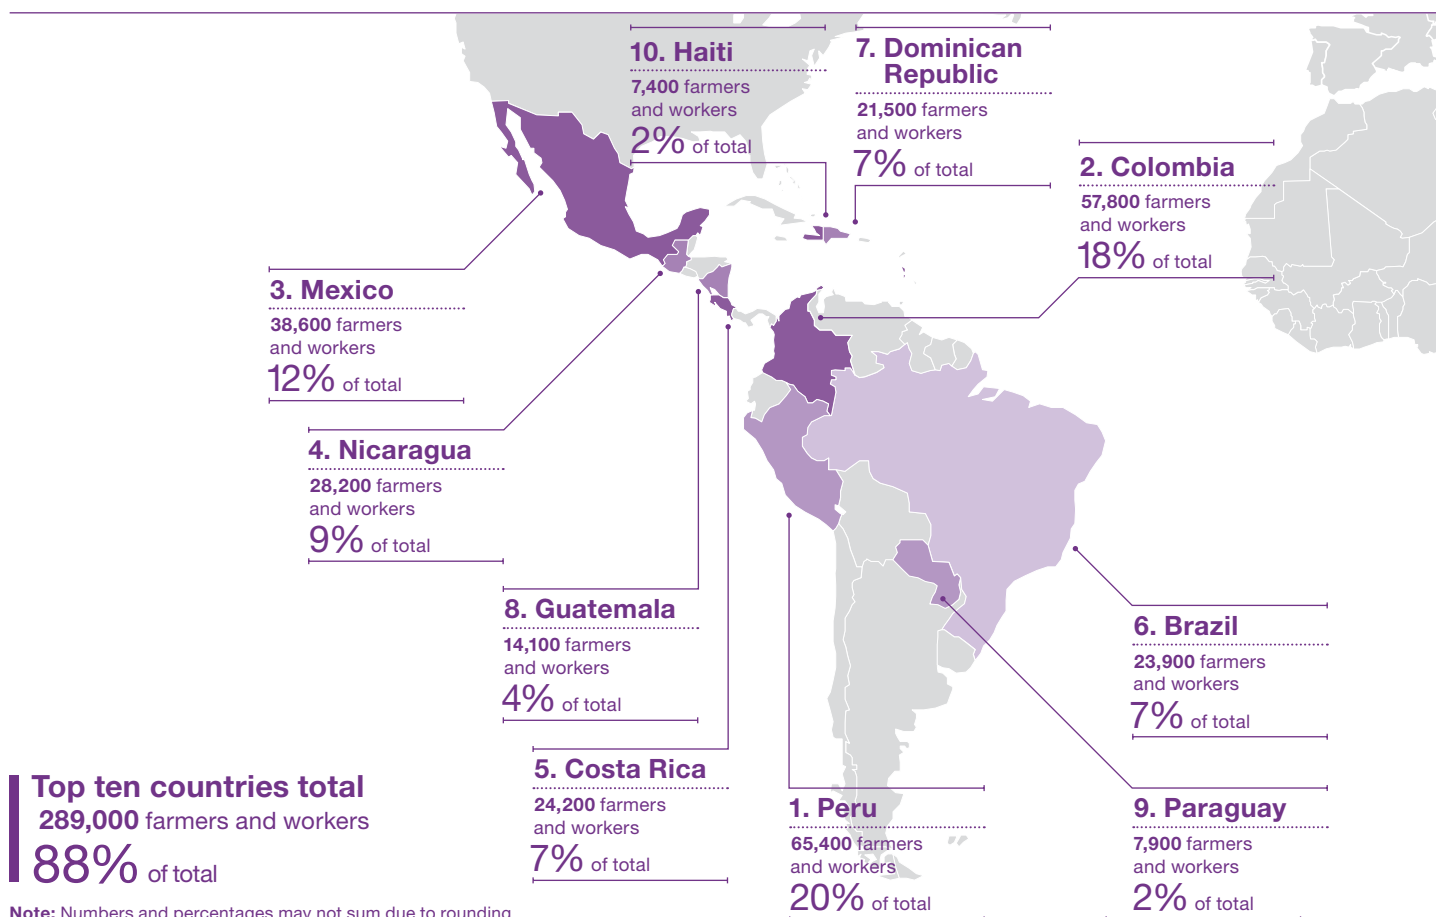 10. Haiti
7,400 farmers
and workers
2% of total
7. Dominican
Republic
21,500 farmers
and workers
7% of total
2. Colombia
57,800 farmers
and workers
18% of total
3. Mexico
38,600 farmers
and workers
12% of total
4. Nicaragua
28,200 farmers
and workers
9% of total
8. Guatemala
14,100 farmers
and workers
4% of total
6. Brazil
23,900 farmers
and workers
7% of total
5. Costa Rica
24,200 farmers
and workers
7% of total
1. Peru
65,400 farmers
and workers
20% of total
9. Paraguay
7,900 farmers
and workers
2% of total
Top ten countries total
289,000 farmers and workers
88% of total
Note: Numbers and percentages may not sum due to rounding